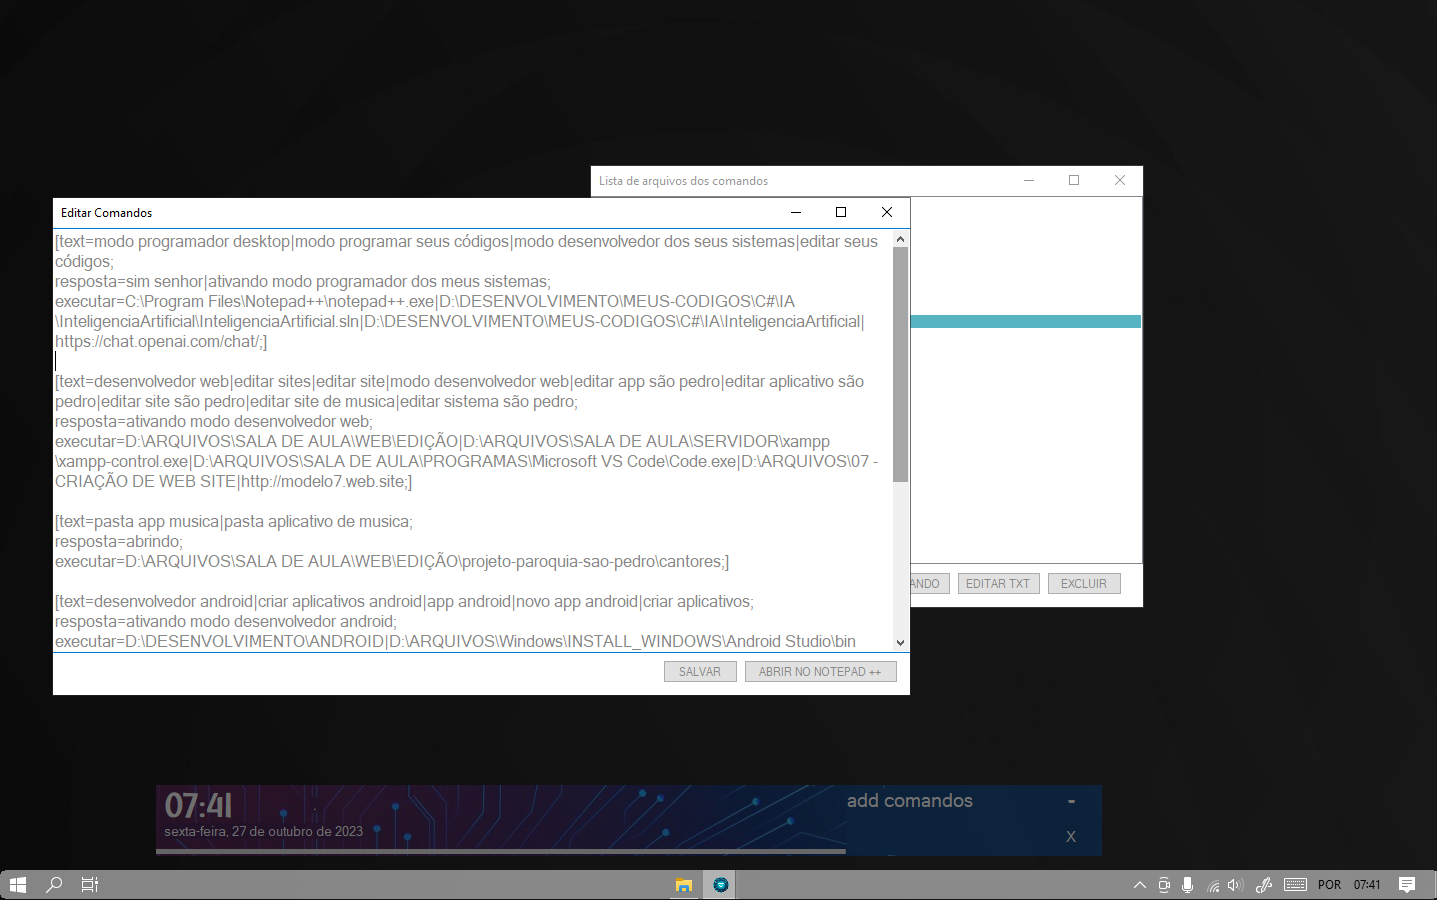 Lista de arquivos dos comandos
Editar Comandos
[text=modo programador desktop|modo programar seus códigos|modo desenvolvedor dos seus sistemas|editar seus
códigos;
resposta=sim senhor|ativando modo programador dos meus sistemas;
executar=C:\Program Files\Notepad++\notepad++.exe|D:\DESENVOLVIMENTO\MEUS-CODIGOS\C#\IA
\InteligenciaArtificial\InteligenciaArtificial.sln|D:\DESENVOLVIMENTO\MEUS-CODIGOS\C#\IA\InteligenciaArtificial|
https://chat.openai.com/chat/;]
[text=desenvolvedor web|editar sites|editar site|modo desenvolvedor web|editar app são pedro|editar aplicativo são
pedro|editar site são pedro|editar site de musica|editar sistema são pedro;
resposta=ativando modo desenvolvedor web;
executar=D:\ARQUIVOS\SALA DE AULA\WEB\EDIÇÃO|D:\ARQUIVOS\SALA DE AULA\SERVIDOR\xampp
\xampp-control.exe|D:\ARQUIVOS\SALA DE AULA\PROGRAMAS\Microsoft VS Code\Code.exe|D:\ARQUIVOS\07 -
CRIAÇÃO DE WEB SITE|http://modelo7.web.site;]
[text=pasta app musica|pasta aplicativo de musica;
resposta=abrindo;
executar=D:\ARQUIVOS\SALA DE AULA\WEB\EDIÇÃO\projeto-paroquia-sao-pedro\cantores;]
[text=desenvolvedor android|criar aplicativos android|app android|novo app android|criar aplicativos;
resposta=ativando modo desenvolvedor android;
executar=D:\DESENVOLVIMENTO\ANDROID|D:\ARQUIVOS\Windows\INSTALL_WINDOWS\Android Studio\bin
ANDO EDITAR TXT EXCLUIR
SALVAR ABRIR NO NOTEPAD ++
07:41
sexta-feira, 27 de outubro de 2023
add comandos
-
X
POR 07:41